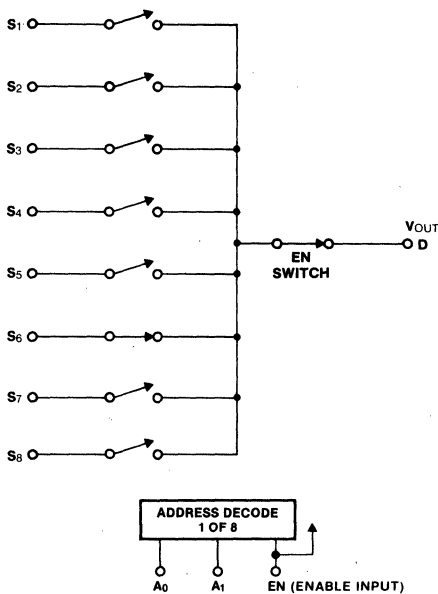 S1
S2
S3
S4
S5
S6
S7
S8
VOUT
D
EN
SWITCH
ADDRESS DECODE
1 OF 8
A0 A1 EN (ENABLE INPUT)